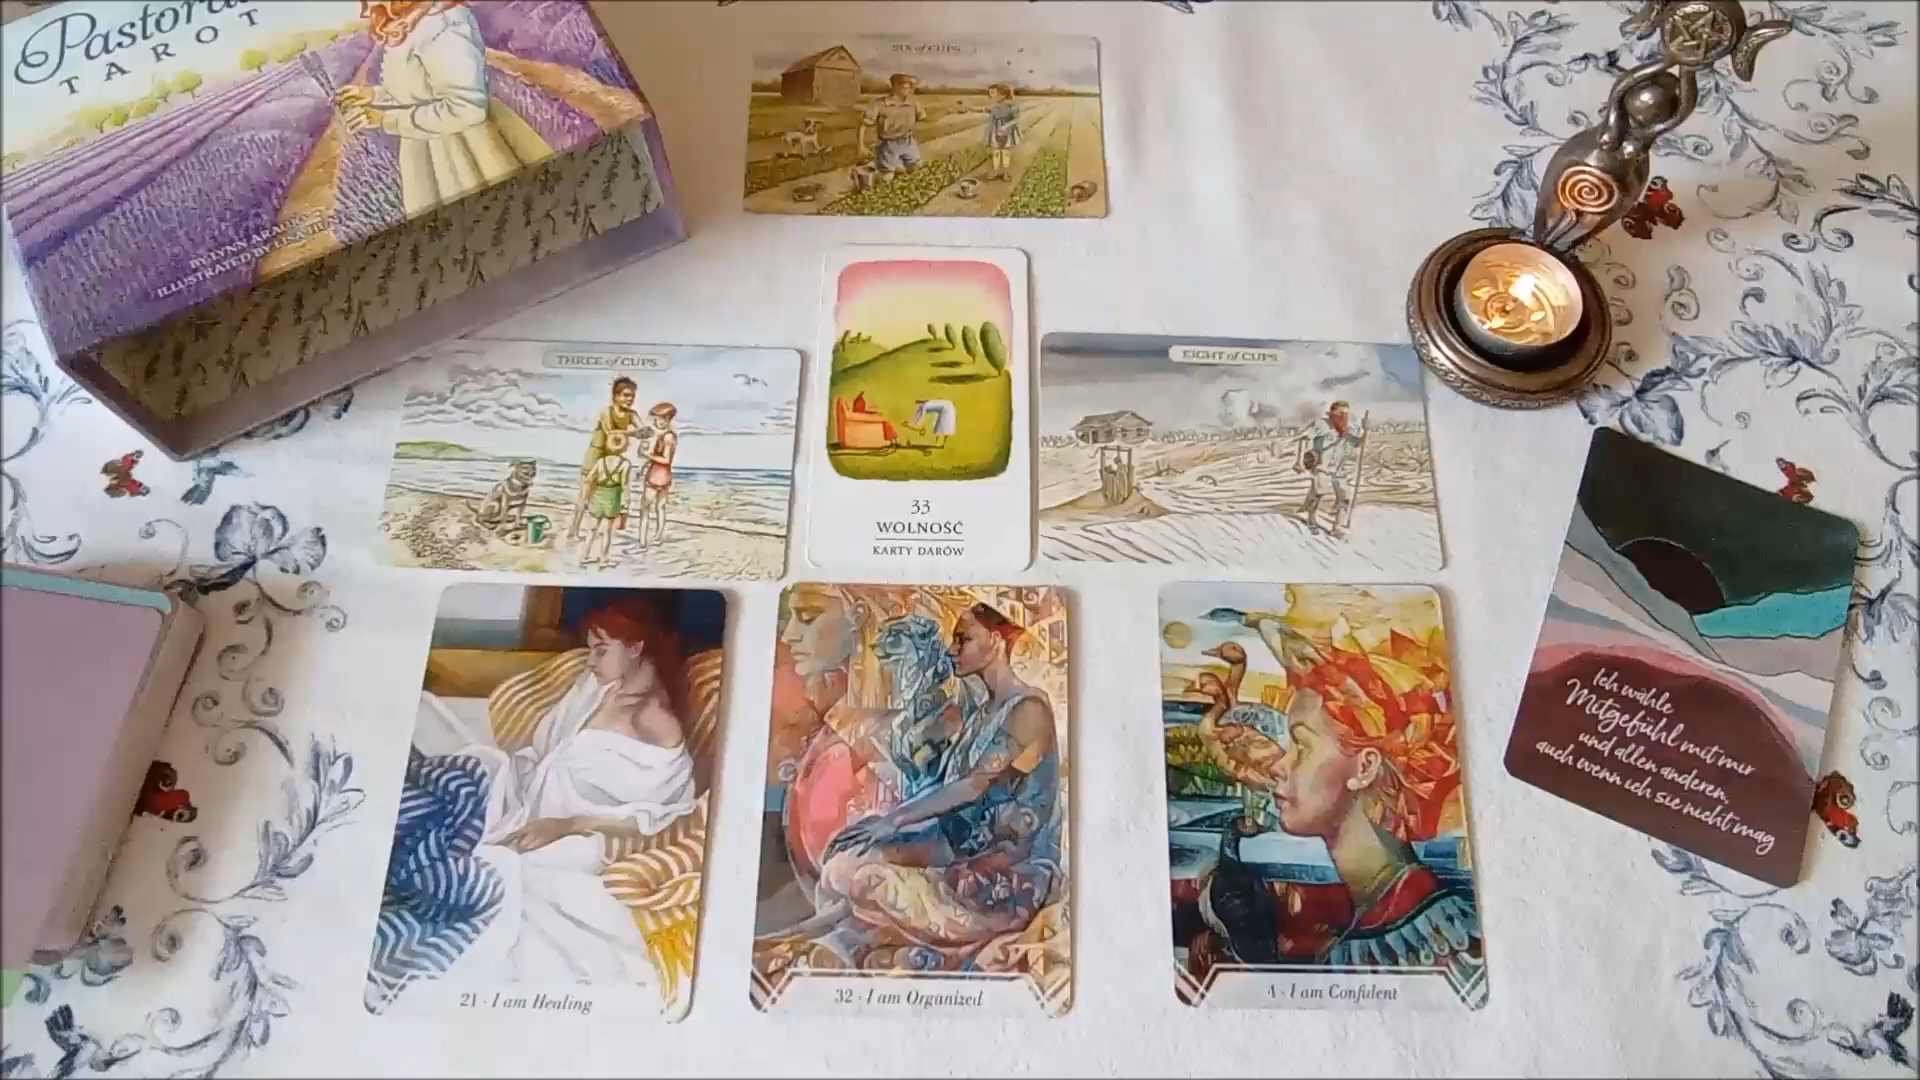 Pastoral
TAROT
BY LYNN ARAUJO
ILLUSTRATED BY LISA HUNT
SIX of CUPS
THREE of CUPS
33
WOLNOŚĆ
KARTY DARÓW
EIGHT of CUPS
Ich wähle
Mitgefühl mit mir
und allen anderen,
auch wenn ich sie nicht mag
21 · I am Healing
32 · I am Organized
4 · I am Confident